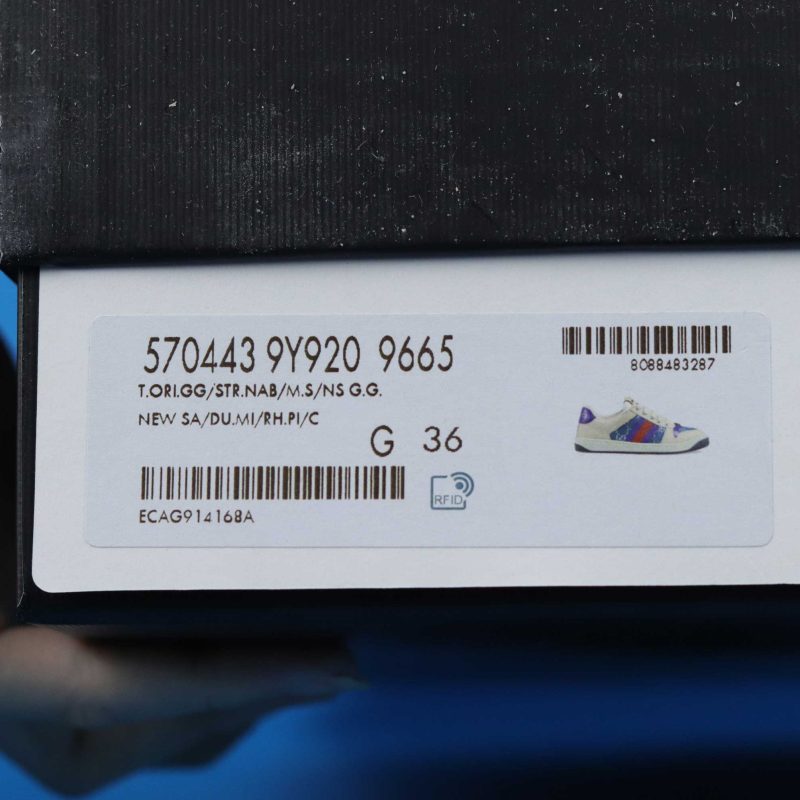 570443 9Y920 9665
T.ORI.GG/STR.NAB/M.S/NS G.G.
NEW SA/DU.MI/RH.PI/C
G 36
ECAG914168A
RFID
8088483287